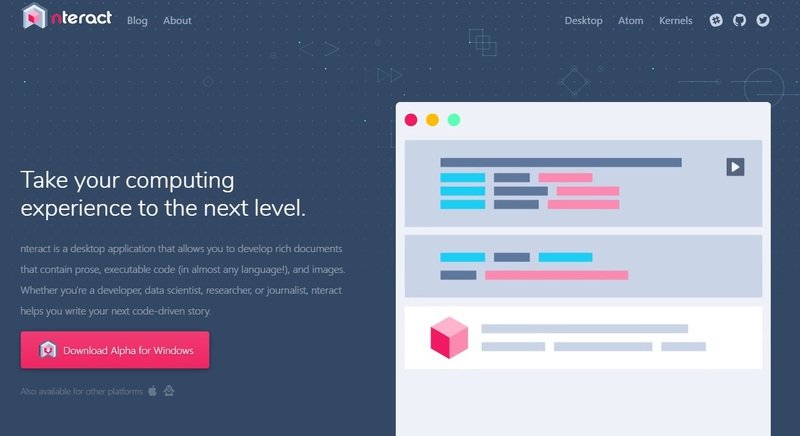 nteract Blog About Desktop Atom Kernels
Take your computing
experience to the next level.
nteract is a desktop application that allows you to develop rich documents
that contain prose, executable code (in almost any language!), and images.
Whether you're a developer, data scientist, researcher, or journalist, nteract
helps you write your next code-driven story.
Download Alpha for Windows
Also available for other platforms